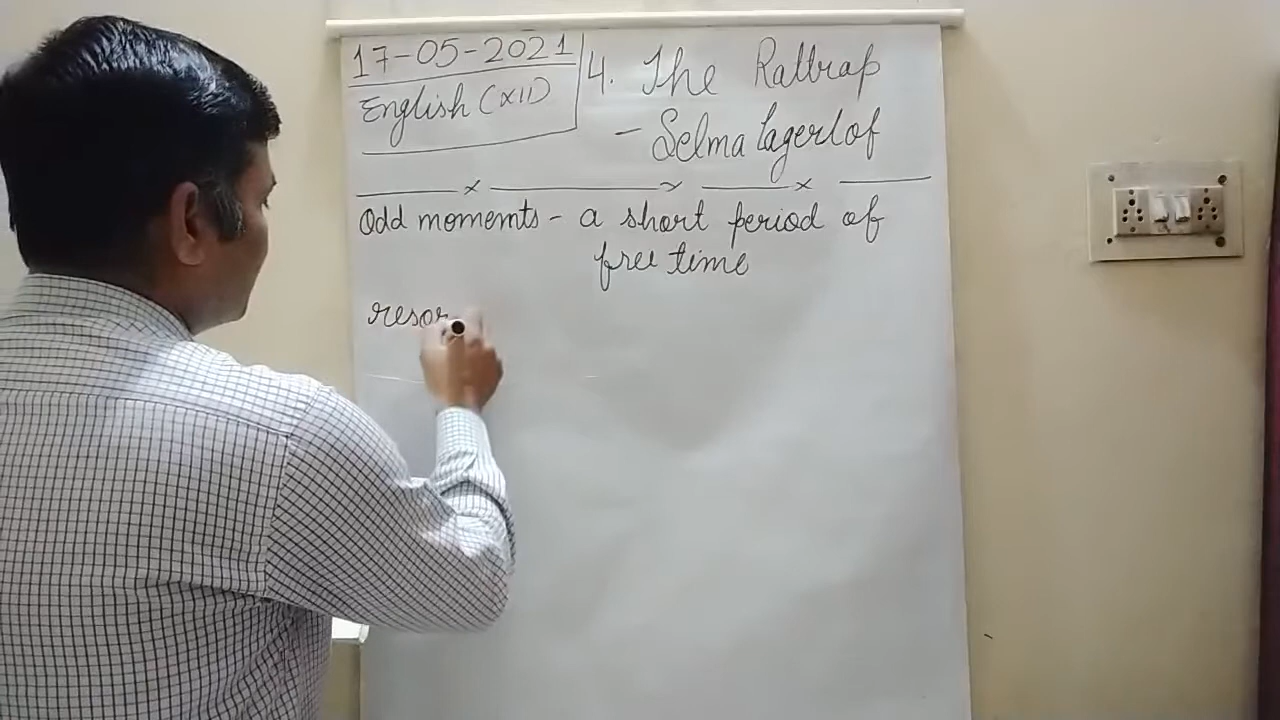 17-05-2021
English (XII)
4. The Rattrap
- Selma Lagerlof
Odd moments - a short period of
free time
resor